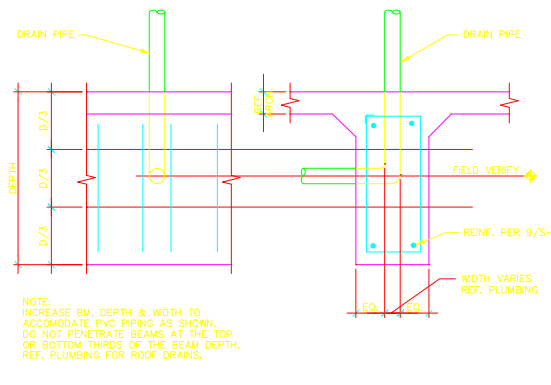 DRAIN PIPE
DRAIN PIPE
REF. ARCH
D/3
D/3
D/3
DEPTH
FIELD VERIFY
REINF. PER 9/S-
WIDTH VARIES
REF. PLUMBING
EQ.
EQ.
NOTE:
INCREASE BM. DEPTH & WIDTH TO
ACCOMODATE PVC PIPING AS SHOWN.
DO NOT PENETRATE BEAMS AT THE TOP
OR BOTTOM THIRDS OF THE BEAM DEPTH.
REF. PLUMBING FOR ROOF DRAINS.